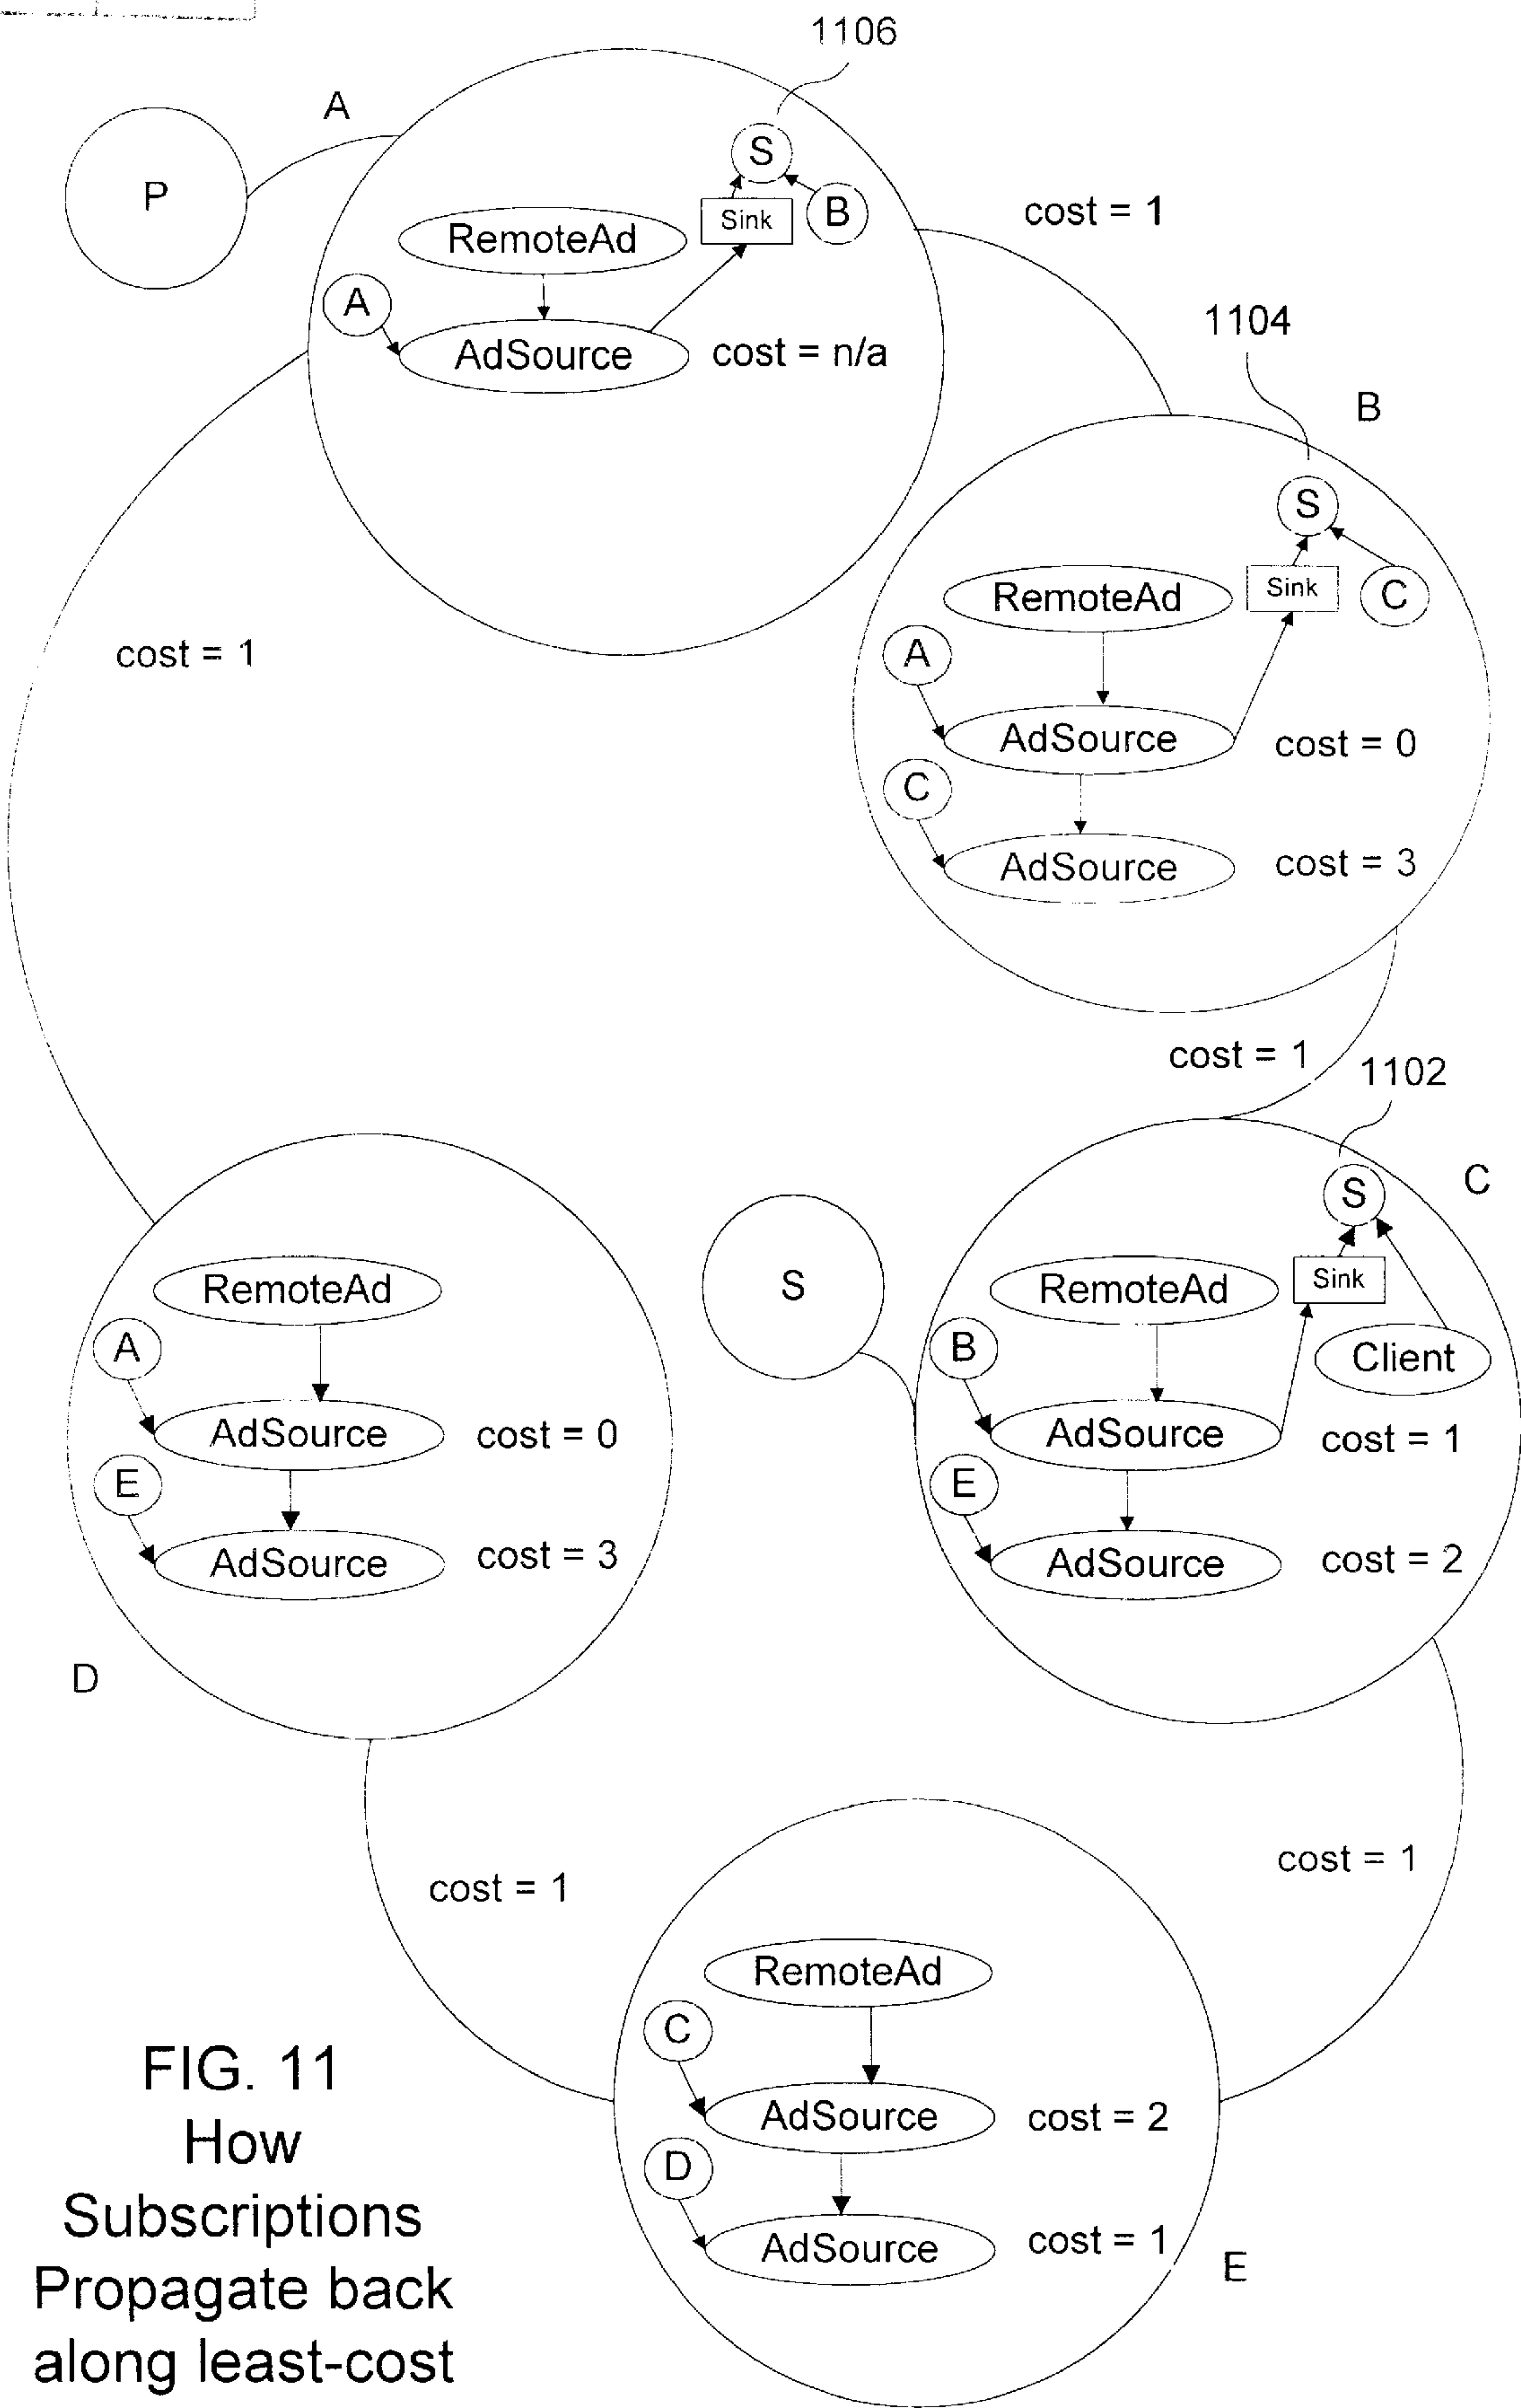 1106
A
P
S
Sink
B
RemoteAd
A
AdSource
cost = n/a
cost = 1
1104
B
S
Sink
C
RemoteAd
A
AdSource
cost = 0
C
AdSource
cost = 3
cost = 1
cost = 1
1102
C
S
Sink
Client
RemoteAd
B
AdSource
cost = 1
E
AdSource
cost = 2
S
RemoteAd
A
AdSource
cost = 0
E
AdSource
cost = 3
D
cost = 1
cost = 1
RemoteAd
C
AdSource
cost = 2
D
AdSource
cost = 1
E
FIG. 11
How
Subscriptions
Propagate back
along least-cost